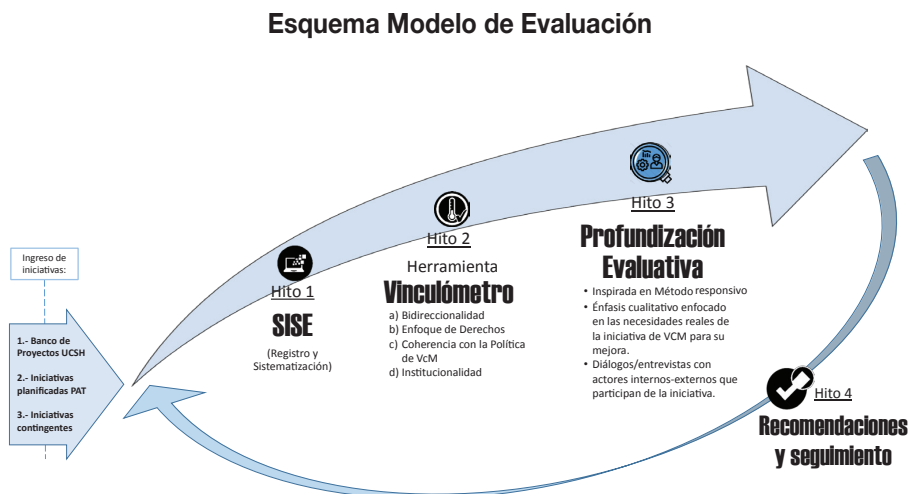 Esquema Modelo de Evaluación
Ingreso de
iniciativas:
1.- Banco de
Proyectos UCSH
2.- Iniciativas
planificadas PAT
3.- Iniciativas
contingentes
Hito 1
SISE
(Registro y
Sistematización)
Hito 2
Herramienta
Vinculómetro
a) Bidireccionalidad
b) Enfoque de Derechos
c) Coherencia con la Política
de VcM
d) Institucionalidad
Hito 3
Profundización
Evaluativa
• Inspirada en Método responsivo
• Énfasis cualitativo enfocado
en las necesidades reales de
la iniciativa de VCM para su
mejora.
• Diálogos/entrevistas con
actores internos-externos que
participan de la iniciativa.
Hito 4
Recomendaciones
y seguimiento